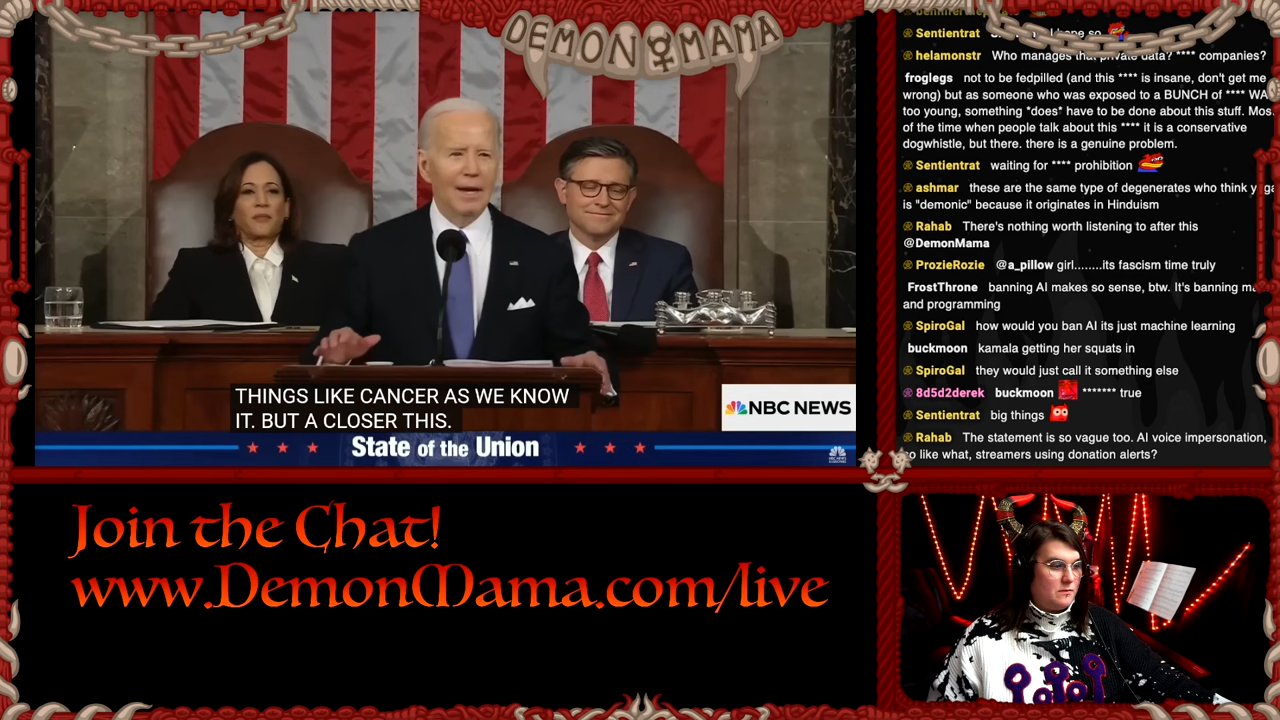 DEMON MAMA
THINGS LIKE CANCER AS WE KNOW
IT. BUT A CLOSER THIS.
NBC NEWS
State of the Union
Join the Chat!
www.DemonMama.com/live
Sentientrat so
helamonstr Who manages that private data? **** companies?
froglegs not to be fedpilled (and this **** is insane, don't get me
wrong) but as someone who was exposed to a BUNCH of ****
too young, something *does* have to be done about this stuff.
of the time when people talk about this **** it is a conservative
dogwhistle, but there. there is a genuine problem.
Sentientrat waiting for **** prohibition
ashmar these are the same type of degenerates who think
is "demonic" because it originates in Hinduism
Rahab There's nothing worth listening to after this
@DemonMama
ProzieRozie @a_pillow girl........its fascism time truly
FrostThrone banning AI makes so sense, btw. It's banning
and programming
SpiroGal how would you ban AI its just machine learning
buckmoon kamala getting her squats in
SpiroGal they would just call it something else
8d5d2derek buckmoon ******* true
Sentientrat big things
Rahab The statement is so vague too. AI voice impersonation,
so like what, streamers using donation alerts?